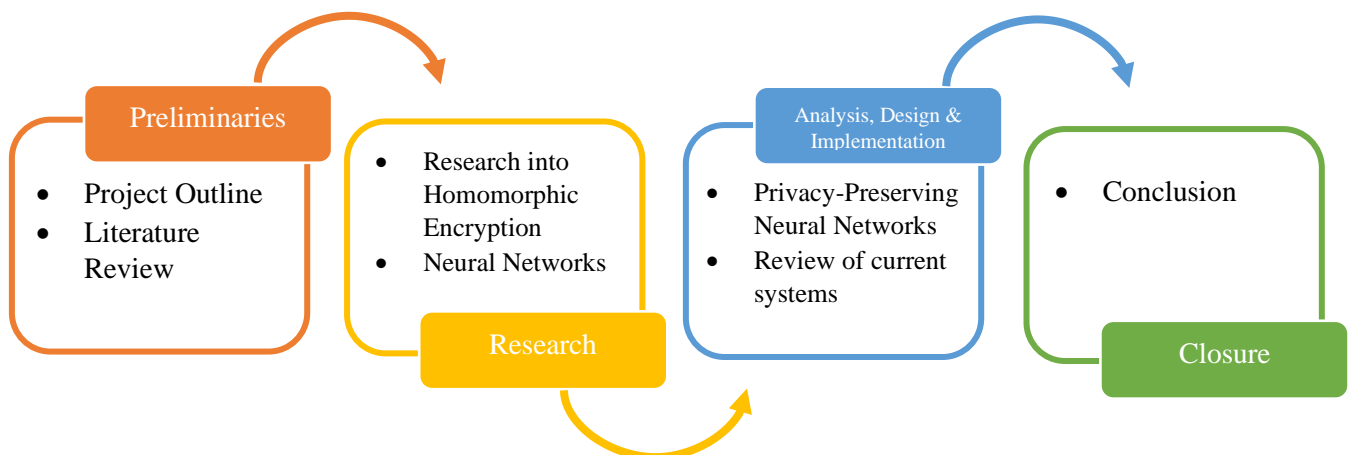 Preliminaries
• Project Outline
• Literature
Review
• Research into
Homomorphic
Encryption
• Neural Networks
Research
Analysis, Design &
Implementation
• Privacy-Preserving
Neural Networks
• Review of current
systems
• Conclusion
Closure